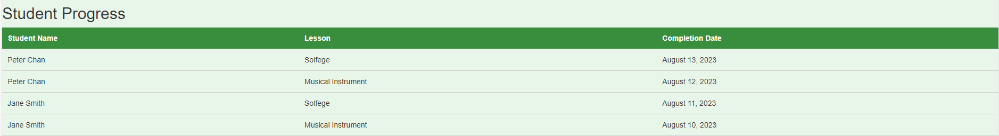 Student Progress
Student Name Lesson Completion Date
Peter Chan Solfege August 13, 2023
Peter Chan Musical Instrument August 12, 2023
Jane Smith Solfege August 11, 2023
Jane Smith Musical Instrument August 10, 2023